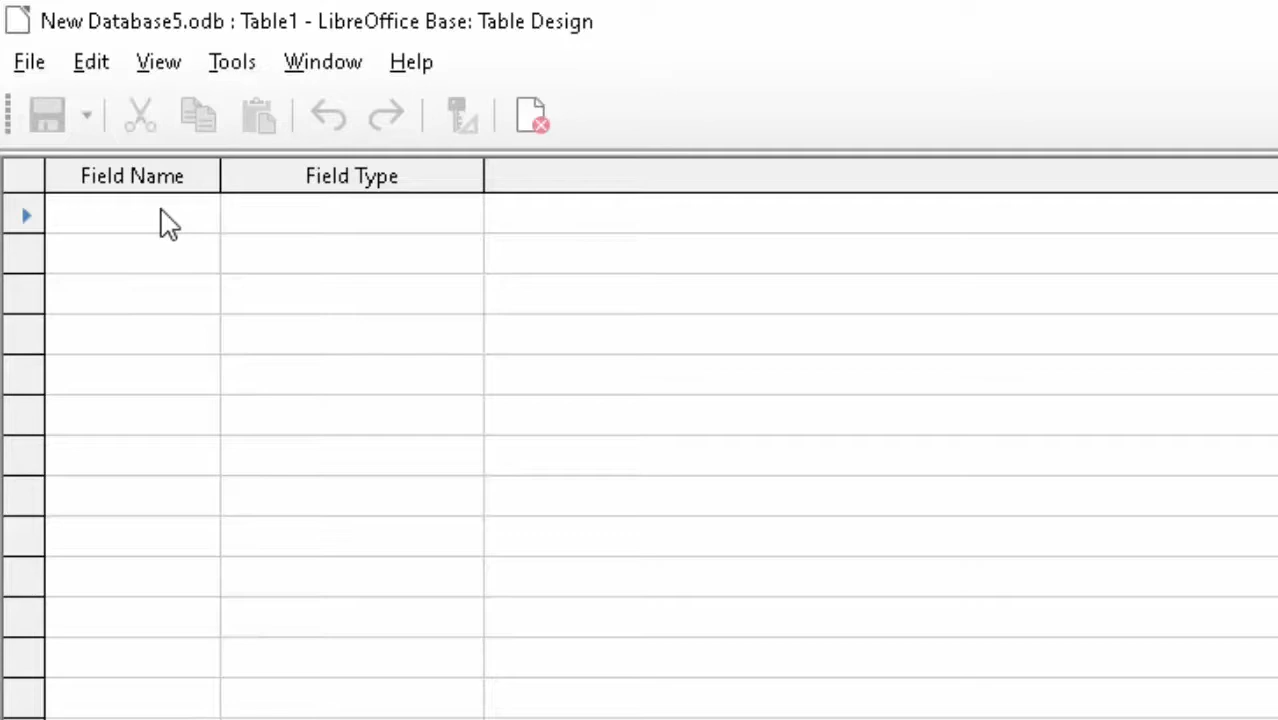 New Database5.odb : Table1 - LibreOffice Base: Table Design
File Edit View Tools Window Help
Field Name Field Type